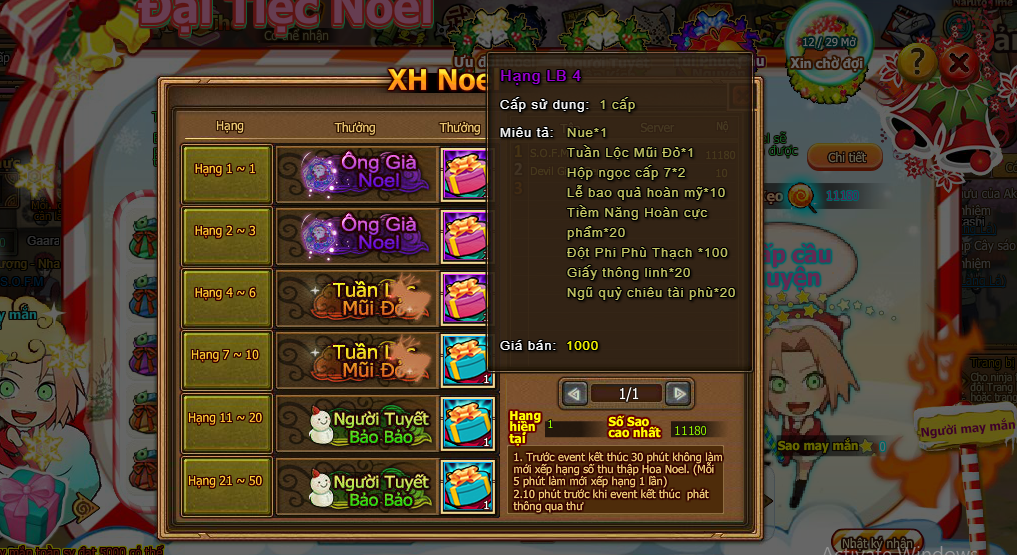 Đại Tiệc Noel
Có thể nhận
12 // 29 Mở
Xin chờ đợi
?
XH Noel
Hạng
Thưởng
Thưởng
Hạng 1 ~ 1
Ông Già
Noel
Hạng 2 ~ 3
Ông Già
Noel
Hạng 4 ~ 6
Tuần Lộc
Mũi Đỏ
Hạng 7 ~ 10
Tuần Lộc
Mũi Đỏ
1
Hạng 11 ~ 20
Người Tuyết
Bảo Bảo
1
Hạng 21 ~ 50
Người Tuyết
Bảo Bảo
1
Hạng LB 4
Cấp sử dụng: 1 cấp
Miêu tả: Nue*1
Tuần Lộc Mũi Đỏ*1
Hộp ngọc cấp 7*2
Lễ bao quả hoàn mỹ*10
Tiềm Năng Hoàn cực
phẩm*20
Đột Phi Phù Thạch *100
Giấy thông linh*20
Ngũ quỷ chiêu tài phù*20
Giá bán: 1000
Server
1 S.O.F.M 11180
2 Devil 10
3
1/1
Hạng
hiện
tại
1
Số Sao
cao nhất
11180
1. Trước event kết thúc 30 phút không làm
mới xếp hạng số thu thập Hoa Noel. (Mỗi
5 phút làm mới xếp hạng 1 lần)
2.10 phút trước khi event kết thúc phát
thông qua thư
Chi tiết
11180
Sao may mắn 0
Người may mắn
Nhật ký nhận
Activate Windows
Gaara
S.O.F.M
may mắn